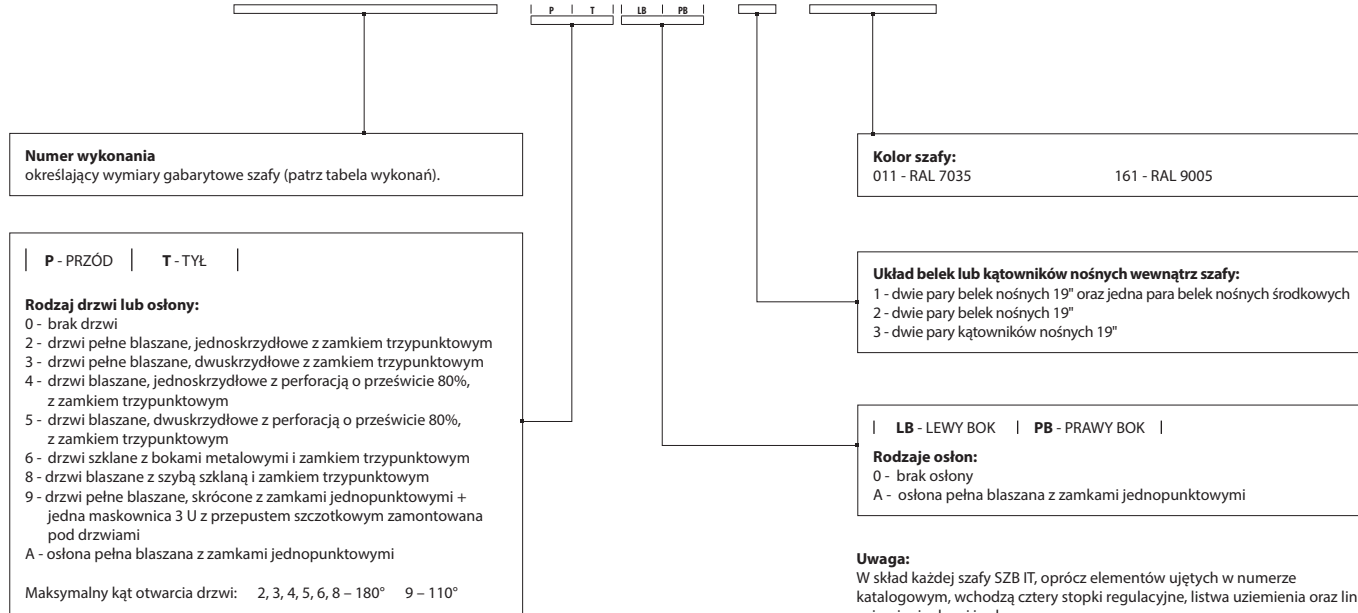 P T LB PB
Numer wykonania
określający wymiary gabarytowe szafy (patrz tabela wykonań).
Kolor szafy:
011 - RAL 7035 161 - RAL 9005
P - PRZÓD T - TYŁ
Rodzaj drzwi lub osłony:
0 - brak drzwi
2 - drzwi pełne blaszane, jednoskrzydłowe z zamkiem trzypunktowym
3 - drzwi pełne blaszane, dwuskrzydłowe z zamkiem trzypunktowym
4 - drzwi blaszane, jednoskrzydłowe z perforacją o prześwicie 80%,
z zamkiem trzypunktowym
5 - drzwi blaszane, dwuskrzydłowe z perforacją o prześwicie 80%,
z zamkiem trzypunktowym
6 - drzwi szklane z bokami metalowymi i zamkiem trzypunktowym
8 - drzwi blaszane z szybą szklaną i zamkiem trzypunktowym
9 - drzwi pełne blaszane, skrócone z zamkami jednopunktowymi +
jedna maskownica 3 U z przepustem szczotkowym zamontowana
pod drzwiami
A - osłona pełna blaszana z zamkami jednopunktowymi
Maksymalny kąt otwarcia drzwi: 2, 3, 4, 5, 6, 8 – 180° 9 – 110°
Układ belek lub kątowników nośnych wewnątrz szafy:
1 - dwie pary belek nośnych 19" oraz jedna para belek nośnych środkowych
2 - dwie pary belek nośnych 19"
3 - dwie pary kątowników nośnych 19"
LB - LEWY BOK PB - PRAWY BOK
Rodzaje osłon:
0 - brak osłony
A - osłona pełna blaszana z zamkami jednopunktowymi
Uwaga:
W skład każdej szafy SZB IT, oprócz elementów ujętych w numerze
katalogowym, wchodzą cztery stopki regulacyjne, listwa uziemienia oraz